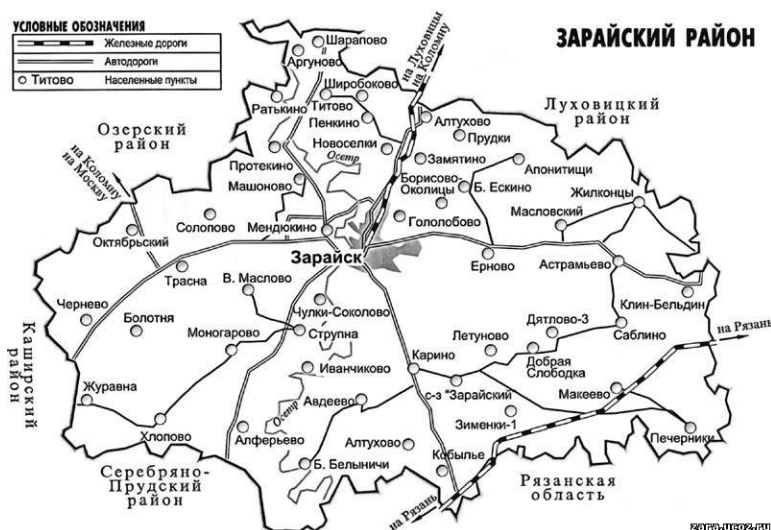 УСЛОВНЫЕ ОБОЗНАЧЕНИЯ
Железные дороги
Автодороги
Титово Населенные пункты
ЗАРАЙСКИЙ РАЙОН
на Луховицы
на Коломну
Шарапово
Аргуново
Широбоково
Ратькино
Титово
Пенкино
Алтухово
Прудки
Луховицкий
район
Озерский
район
Новоселки
Осетр
Протекино
Машоново
Замятино
Апонитищи
Борисово-
Околицы
Б. Ескино
Жилконцы
на Коломну
на Москву
Октябрьский
Солопово
Мендюкино
Гололобово
Масловский
Зарайск
Ерново
Астрамьево
Трасна
В. Маслово
Клин-Бельдин
Чернево
Болотня
Чулки-Соколово
Моногарово
Струпна
Летуново
Дятлово-3
Саблино
на Рязань
Каширский
район
Карино
Добрая
Слободка
Иванчиково
с-з "Зарайский"
Макеево
Журавна
Авдеево
Зименки-1
Хлопово
Осетр
Алферьево
Алтухово
Печерники
Кобылье
Б. Белыничи
Серебряно-
Прудский
район
Рязанская
область
на Рязань
zara.ucoz.ru